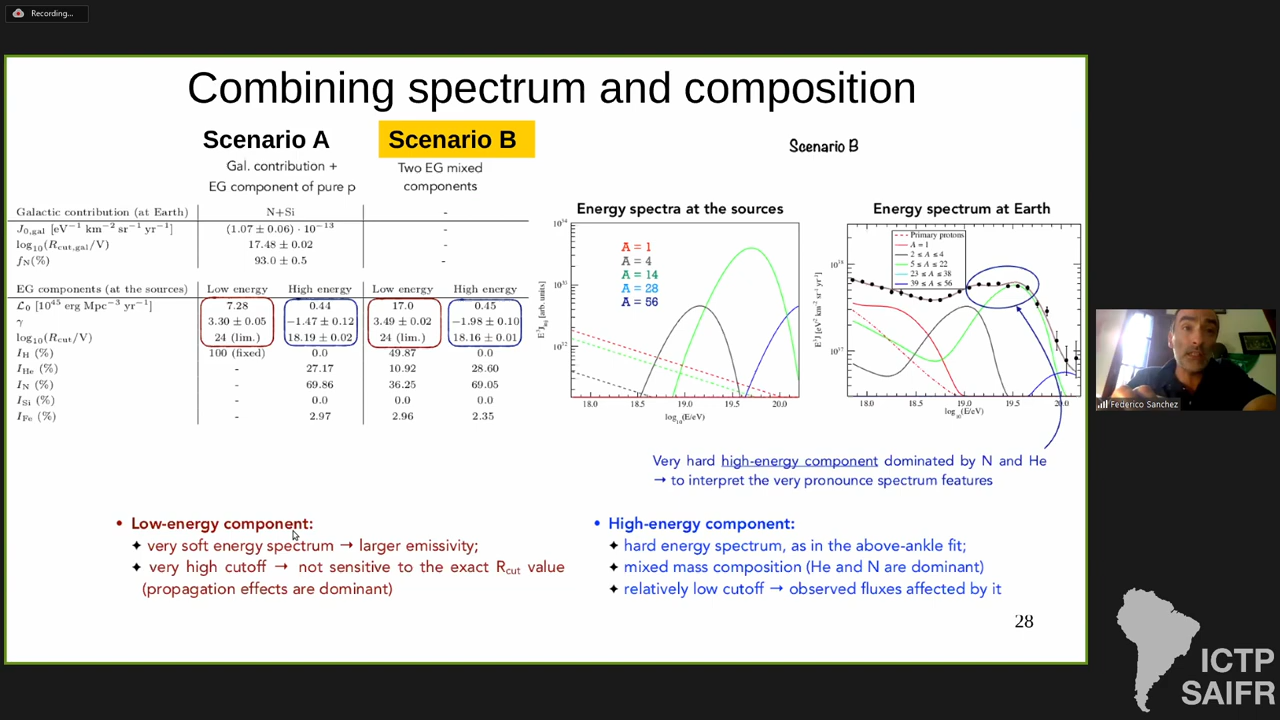 Recording...
Combining spectrum and composition
Scenario A
Scenario B
Gal. contribution +
EG component of pure p
Two EG mixed
components
Scenario B
Galactic contribution (at Earth) N+Si -
J0,gal [eV⁻¹ km⁻² sr⁻¹ yr⁻¹] (1.07 ± 0.06) · 10⁻¹³ -
log₁₀(Rcut,gal/V) 17.48 ± 0.02 -
fN(%) 93.0 ± 0.5 -
EG components (at the sources) Low energy High energy Low energy High energy
ℒ₀ [10⁴⁵ erg Mpc⁻³ yr⁻¹] 7.28 0.44 17.0 0.45
γ 3.30 ± 0.05 −1.47 ± 0.12 3.49 ± 0.02 −1.98 ± 0.10
log₁₀(Rcut/V) 24 (lim.) 18.19 ± 0.02 24 (lim.) 18.16 ± 0.01
IH (%) 100 (fixed) 0.0 49.87 0.0
IHe (%) - 27.17 10.92 28.60
IN (%) - 69.86 36.25 69.05
ISi (%) - 0.0 0.0 0.0
IFe (%) - 2.97 2.96 2.35
Energy spectra at the sources
A = 1
A = 4
A = 14
A = 28
A = 56
18.0 18.5 19.0 19.5 20.0
log₁₀(E/eV)
Energy spectrum at Earth
Primary protons
A = 1
2 ≤ A ≤ 4
5 ≤ A ≤ 22
23 ≤ A ≤ 38
39 ≤ A ≤ 56
18.0 18.5 19.0 19.5 20.0
log₁₀(E/eV)
Very hard high-energy component dominated by N and He
→ to interpret the very pronounce spectrum features
• Low-energy component:
✦ very soft energy spectrum → larger emissivity;
✦ very high cutoff → not sensitive to the exact Rcut value
(propagation effects are dominant)
• High-energy component:
✦ hard energy spectrum, as in the above-ankle fit;
✦ mixed mass composition (He and N are dominant)
✦ relatively low cutoff → observed fluxes affected by it
28
Federico Sanchez
ICTP
SAIFR